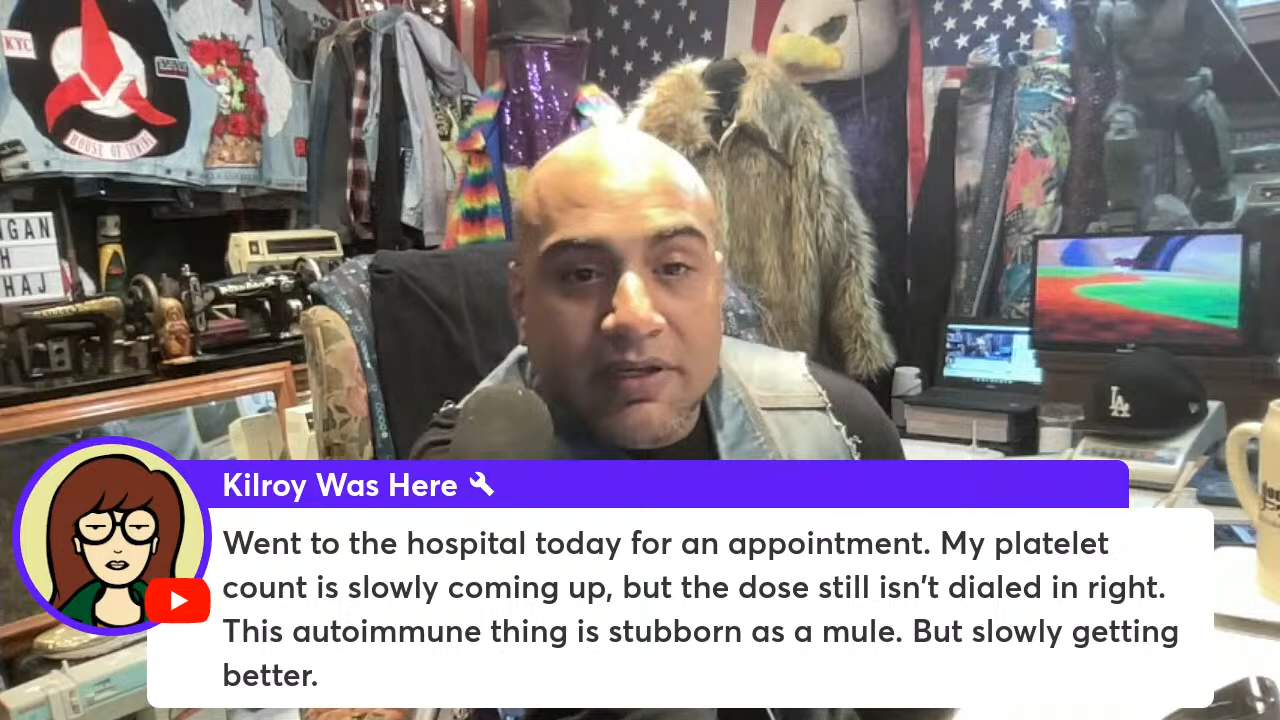 KYC
HOUSE OF
NGAN
H
HAJ
LA
Kilroy Was Here
Went to the hospital today for an appointment. My platelet
count is slowly coming up, but the dose still isn't dialed in right.
This autoimmune thing is stubborn as a mule. But slowly getting
better.